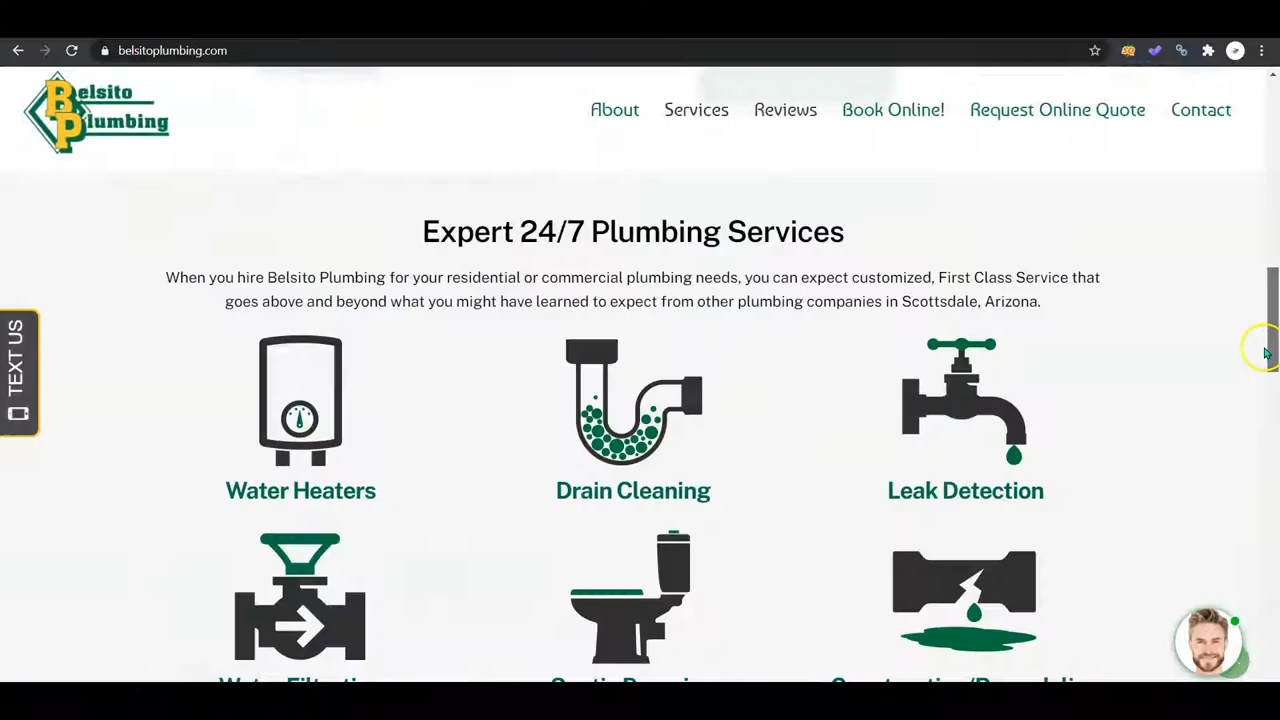 belsitoplumbing.com
Belsito
Plumbing
About Services Reviews Book Online! Request Online Quote Contact
Expert 24/7 Plumbing Services
When you hire Belsito Plumbing for your residential or commercial plumbing needs, you can expect customized, First Class Service that
goes above and beyond what you might have learned to expect from other plumbing companies in Scottsdale, Arizona.
TEXT US
Water Heaters Drain Cleaning Leak Detection